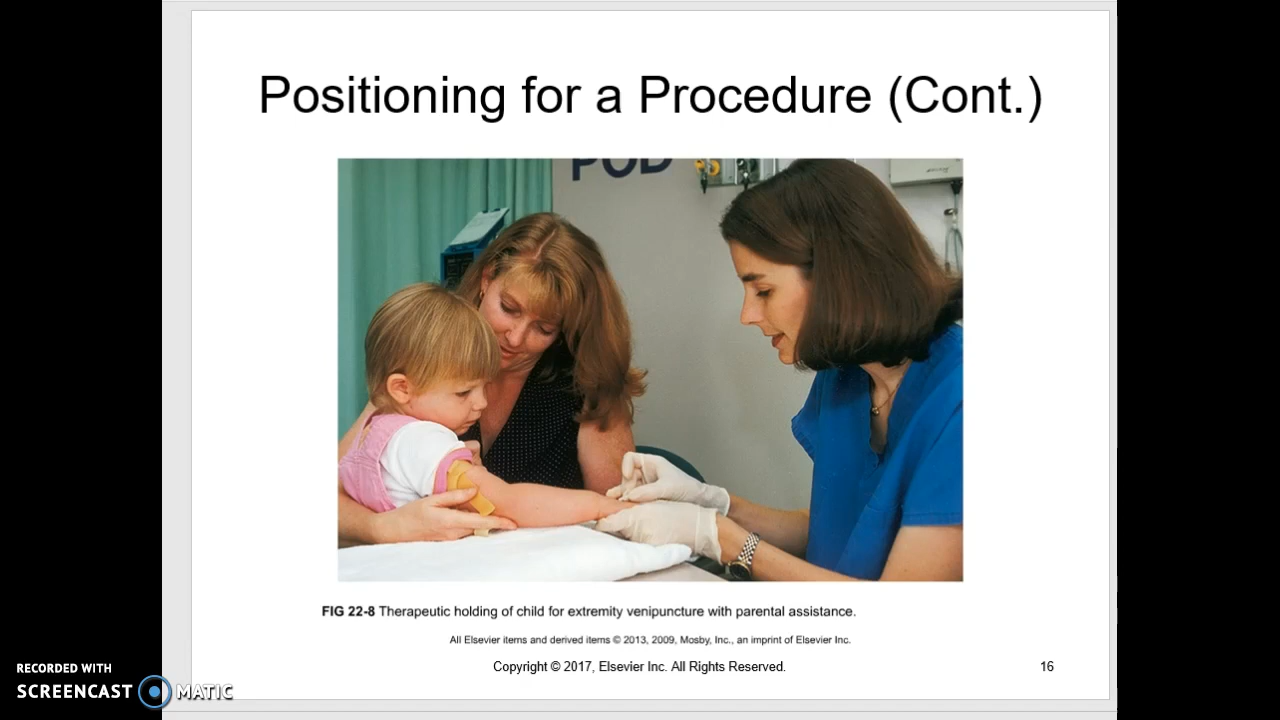 Positioning for a Procedure (Cont.)
POD
FIG 22-8 Therapeutic holding of child for extremity venipuncture with parental assistance.
All Elsevier items and derived items © 2013, 2009, Mosby, Inc., an imprint of Elsevier Inc.
Copyright © 2017, Elsevier Inc. All Rights Reserved.
16
RECORDED WITH
SCREENCAST MATIC